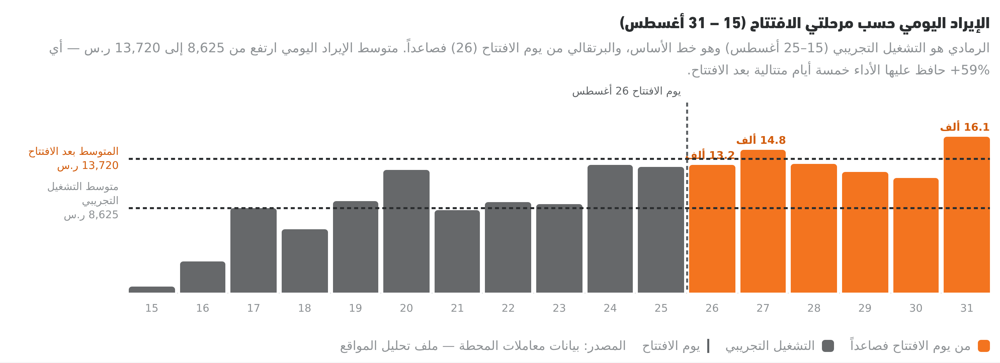 الإيراد اليومي حسب مرحلتي الافتتاح (15 – 31 أغسطس)
الرمادي هو التشغيل التجريبي (15–25 أغسطس) وهو خط الأساس، والبرتقالي من يوم الافتتاح (26) فصاعداً. متوسط الإيراد اليومي ارتفع من 8,625 إلى 13,720 ر.س — أي
+59% حافظ عليها الأداء خمسة أيام متتالية بعد الافتتاح.
يوم الافتتاح 26 أغسطس
16.1 ألف
14.8 ألف
13.2 ألف
المتوسط بعد الافتتاح
13,720 ر.س
متوسط التشغيل
التجريبي
8,625 ر.س
15 16 17 18 19 20 21 22 23 24 25 26 27 28 29 30 31
من يوم الافتتاح فصاعداً التشغيل التجريبي يوم الافتتاح المصدر: بيانات معاملات المحطة — ملف تحليل المواقع